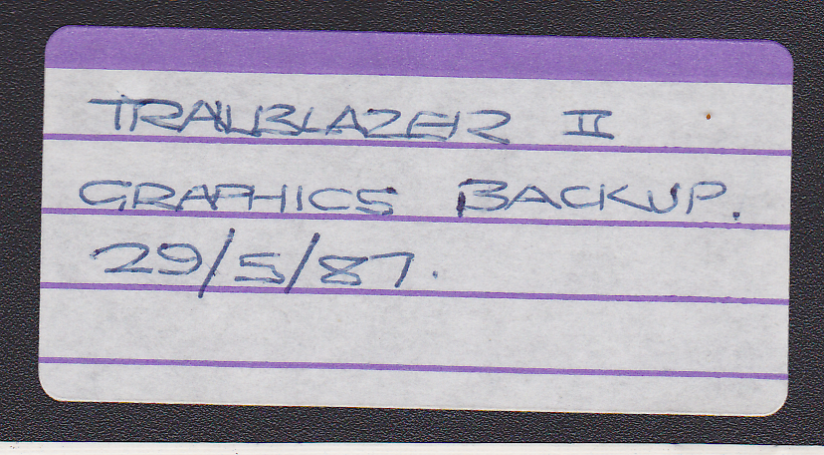 TRAILBLAZER II
GRAPHICS BACKUP.
29/5/87.